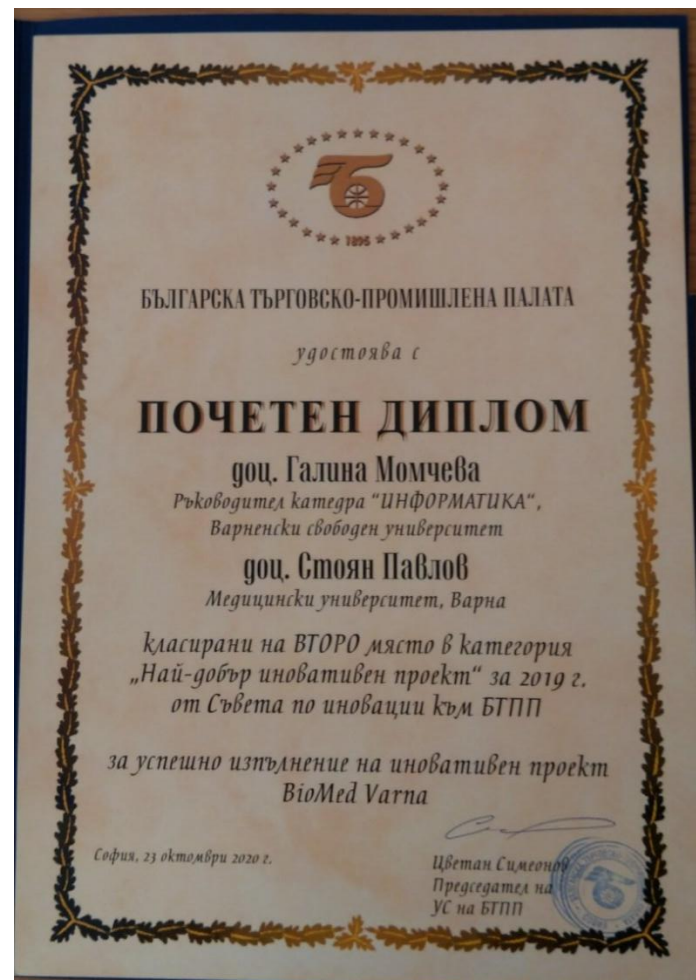 1895
БЪЛГАРСКА ТЪРГОВСКО-ПРОМИШЛЕНА ПАЛАТА
удостоява с
ПОЧЕТЕН ДИПЛОМ
доц. Галина Момчева
Ръководител катедра "ИНФОРМАТИКА",
Варненски свободен университет
доц. Стоян Павлов
Медицински университет, Варна
класирани на ВТОРО място в категория
„Най-добър иновативен проект“ за 2019 г.
от Съвета по иновации към БТПП
за успешно изпълнение на иновативен проект
BioMed Varna
София, 23 октомври 2020 г.
Цветан Симеонов
Председател на
УС на БТПП